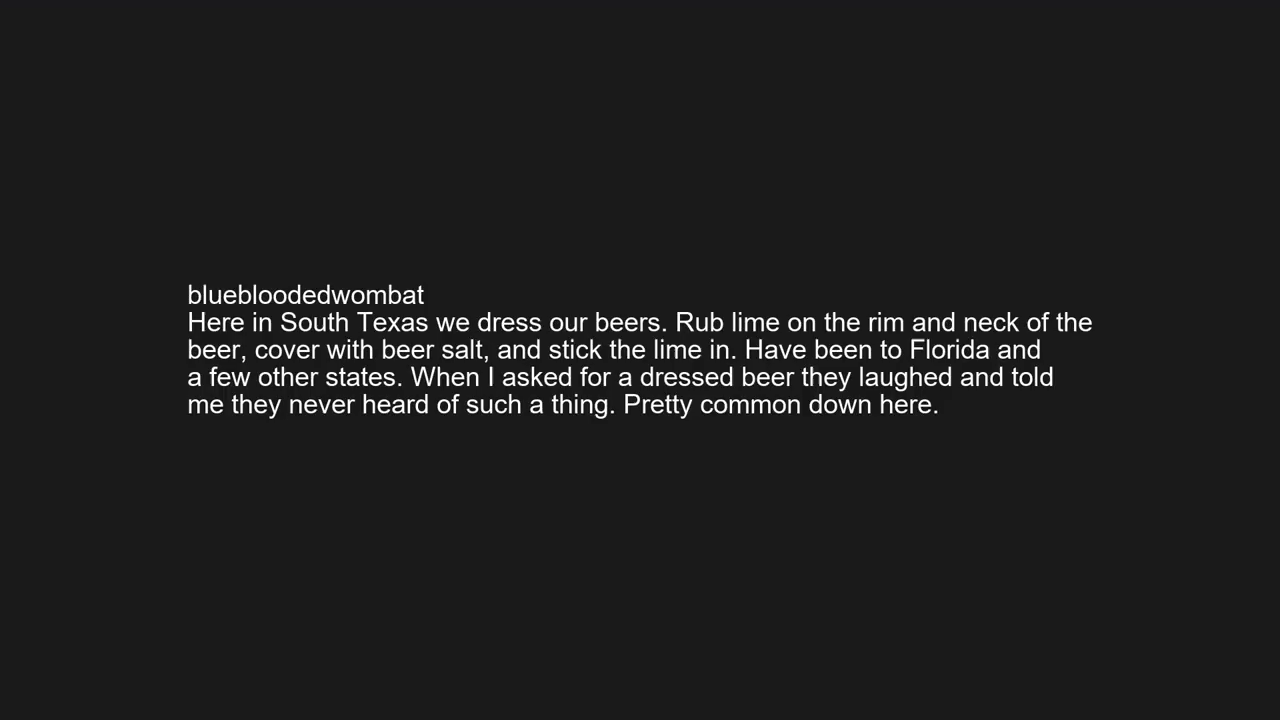 bluebloodedwombat
Here in South Texas we dress our beers. Rub lime on the rim and neck of the
beer, cover with beer salt, and stick the lime in. Have been to Florida and
a few other states. When I asked for a dressed beer they laughed and told
me they never heard of such a thing. Pretty common down here.